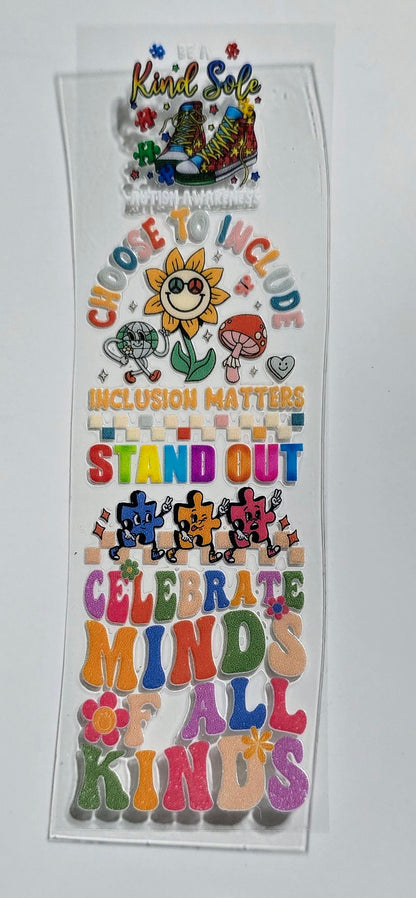 BE A
Kind Sole
AUTISM AWARENESS
CHOOSE TO INCLUDE
INCLUSION MATTERS
STAND OUT
CELEBRATE
MINDS
OF ALL
KINDS